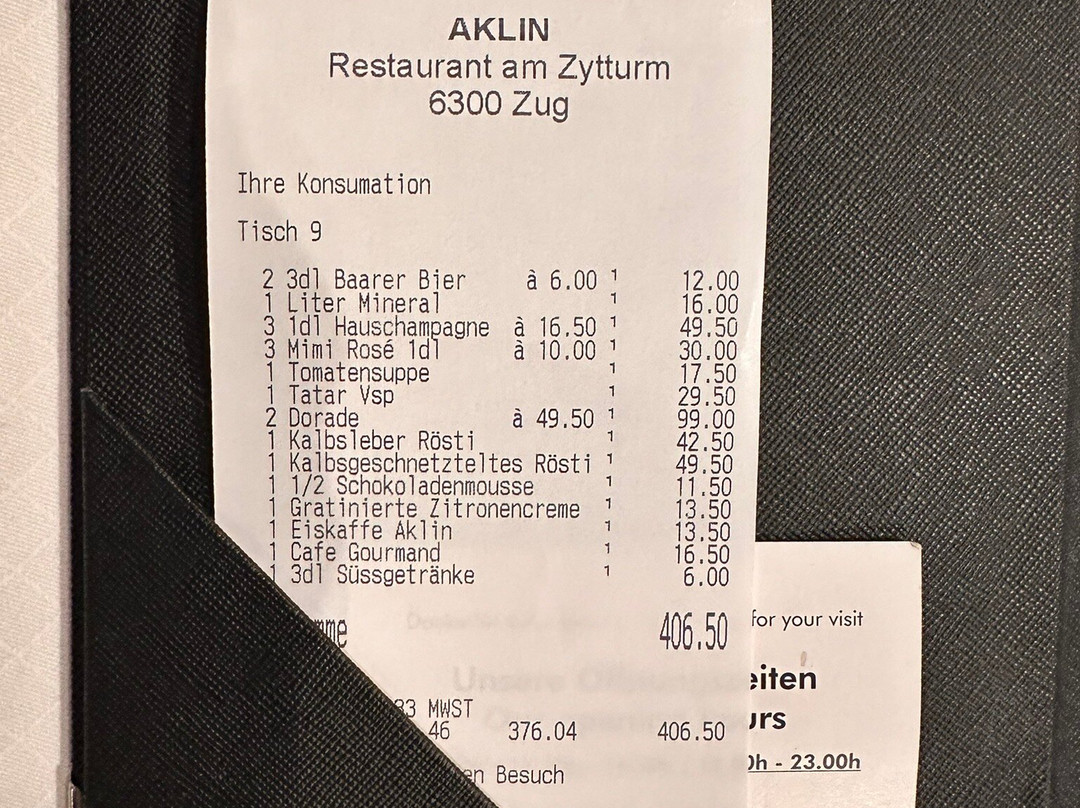 AKLIN
Restaurant am Zytturm
6300 Zug
Ihre Konsumation
Tisch 9
2 3dl Baarer Bier à 6.00 1 12.00
1 Liter Mineral 1 16.00
3 1dl Hauschampagne à 16.50 1 49.50
3 Mimi Rosé 1dl à 10.00 1 30.00
1 Tomatensuppe 1 17.50
1 Tatar Vsp 1 29.50
2 Dorade à 49.50 1 99.00
1 Kalbsleber Rösti 1 42.50
1 Kalbsgeschnetzteltes Rösti 1 49.50
1 1/2 Schokoladenmousse 1 11.50
1 Gratinierte Zitronencreme 1 13.50
1 Eiskaffe Aklin 1 13.50
1 Cafe Gourmand 1 16.50
1 3dl Süssgetränke 1 6.00
mme 406.50
33 MWST
46 376.04 406.50
en Besuch
for your visit
eiten
urs
0h - 23.00h